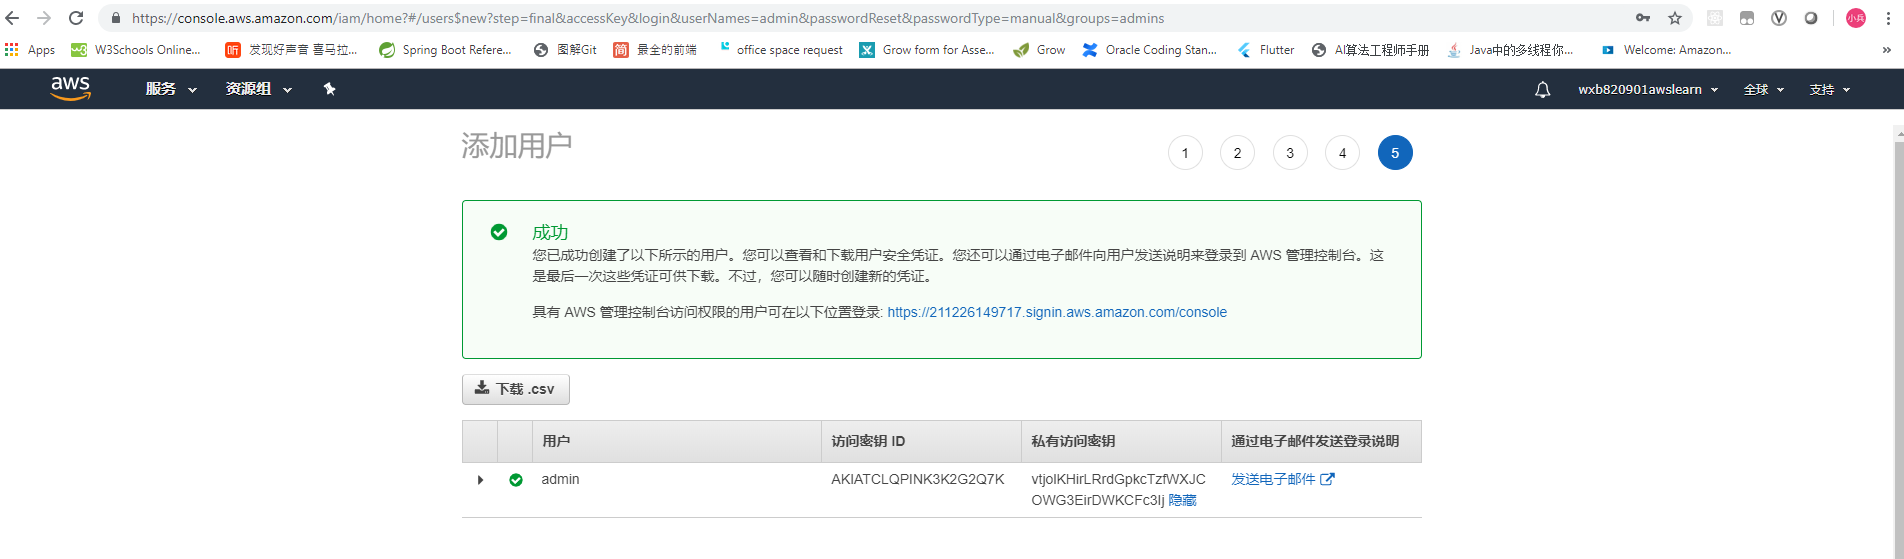 https://console.aws.amazon.com/iam/home?#/users$new?step=final&accessKey&login&userNames=admin&passwordReset&passwordType=manual&groups=admins
小兵
Apps W3Schools Online... 听 发现好声音 喜马拉... Spring Boot Refere... 图解Git 简 最全的前端 office space request Grow form for Asse... Grow Oracle Coding Stan... Flutter AI算法工程师手册 Java中的多线程你... Welcome: Amazon... »
aws 服务 资源组 wxb820901awslearn 全球 支持
添加用户 1 2 3 4 5
成功
您已成功创建了以下所示的用户。您可以查看和下载用户安全凭证。您还可以通过电子邮件向用户发送说明来登录到 AWS 管理控制台。这
是最后一次这些凭证可供下载。不过，您可以随时创建新的凭证。
具有 AWS 管理控制台访问权限的用户可在以下位置登录: https://211226149717.signin.aws.amazon.com/console
下载 .csv
用户 访问密钥 ID 私有访问密钥 通过电子邮件发送登录说明
admin AKIATCLQPINK3K2G2Q7K 发送电子邮件
隐藏